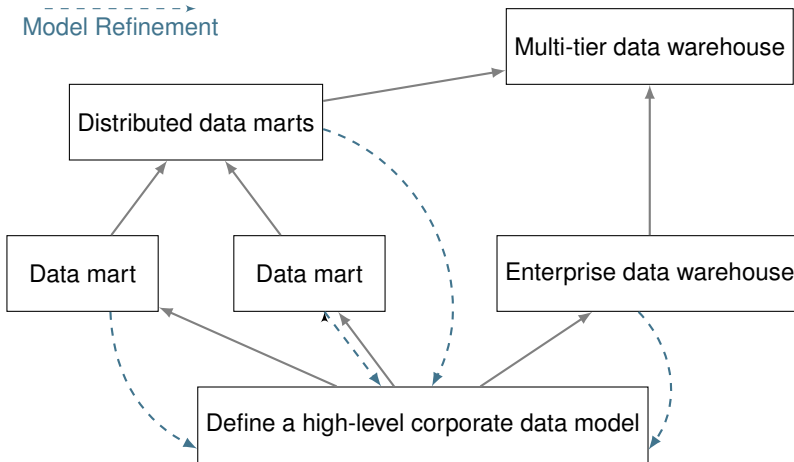 Model Refinement
Multi-tier data warehouse
Distributed data marts
Data mart
Data mart
Enterprise data warehouse
Define a high-level corporate data model